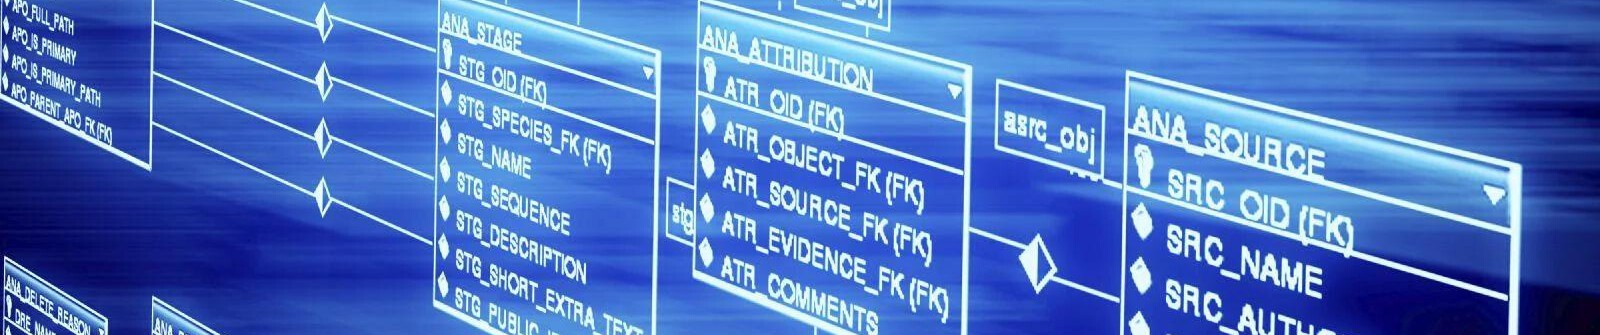 APO_FULL_PATH
APO_IS_PRIMARY
APO_IS_PRIMARY_PATH
APO_PARENT_APO_FK (FK)
ANA_DELETE_REASON
ANA_STAGE
STG_OID (FK)
STG_SPECIES_FK (FK)
STG_NAME
STG_SEQUENCE
STG_DESCRIPTION
STG_SHORT_EXTRA_TEXT
stg
ANA_ATTRIBUTION
ATR_OID (FK)
ATR_OBJECT_FK (FK)
ATR_SOURCE_FK (FK)
ATR_EVIDENCE_FK (FK)
ATR_COMMENTS
asrc_obj
ANA_SOURCE
SRC_OID (FK)
SRC_NAME